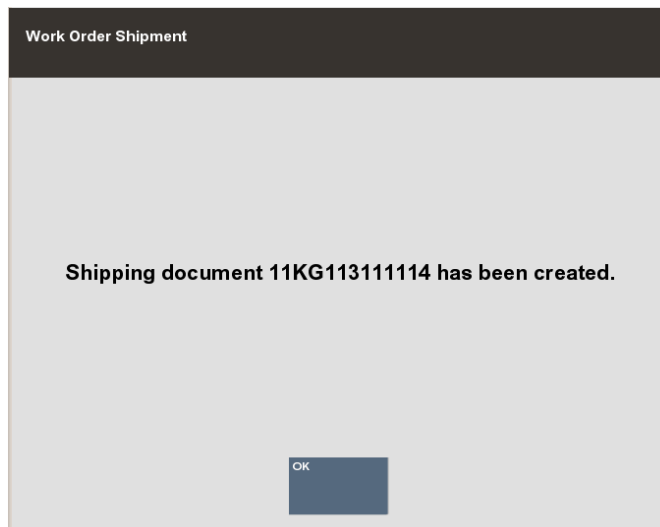 Work Order Shipment
Shipping document 11KG113111114 has been created.
OK